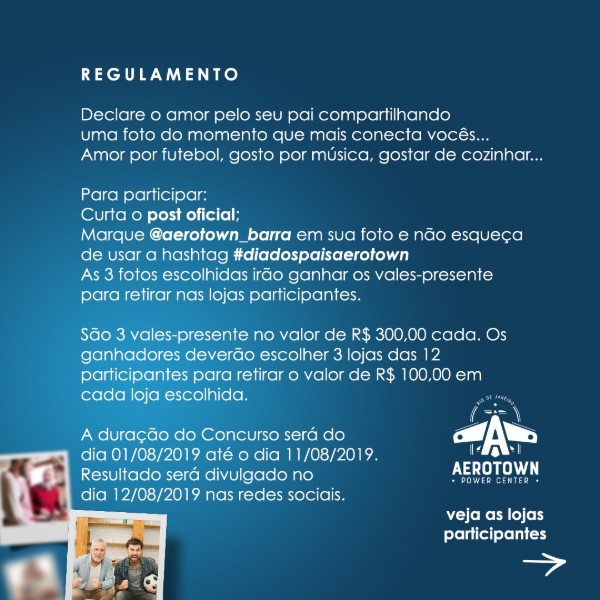 REGULAMENTO
Declare o amor pelo seu pai compartilhando
uma foto do momento que mais conecta vocês...
Amor por futebol, gosto por música, gostar de cozinhar...
Para participar:
Curta o post oficial;
Marque @aerotown_barra em sua foto e não esqueça
de usar a hashtag #diadospaisaerotown
As 3 fotos escolhidas irão ganhar os vales-presente
para retirar nas lojas participantes.
São 3 vales-presente no valor de R$ 300,00 cada. Os
ganhadores deverão escolher 3 lojas das 12
participantes para retirar o valor de R$ 100,00 em
cada loja escolhida.
A duração do Concurso será do
dia 01/08/2019 até o dia 11/08/2019.
Resultado será divulgado no
dia 12/08/2019 nas redes sociais.
RIO DE JANEIRO
A
AEROTOWN
POWER CENTER
veja as lojas
participantes